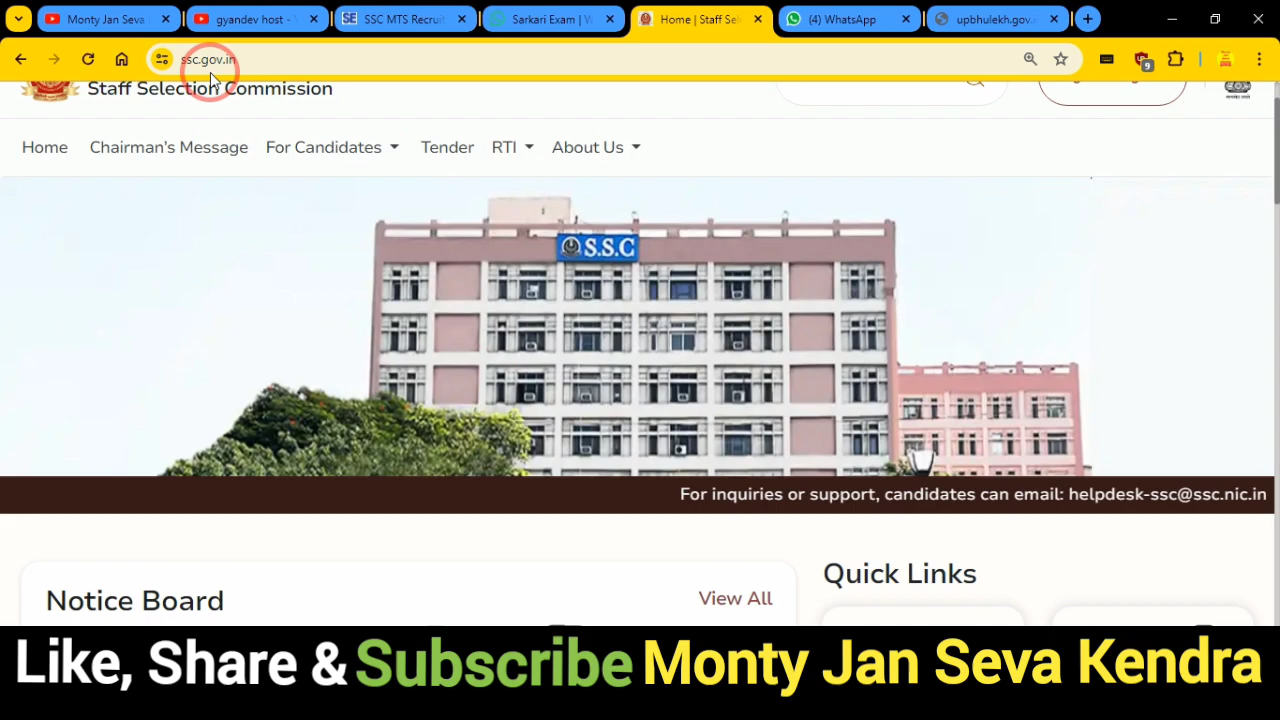 Monty Jan Seva
gyandev host -
SSC MTS Recruit
Sarkari Exam | W
Home | Staff Sel
(4) WhatsApp
upbhulekh.gov.
ssc.gov.in
9
Staff Selection Commission
Home
Chairman's Message
For Candidates
Tender
RTI
About Us
S.S.C
For inquiries or support, candidates can email: helpdesk-ssc@ssc.nic.in
Notice Board
View All
Quick Links
Like, Share & Subscribe Monty Jan Seva Kendra